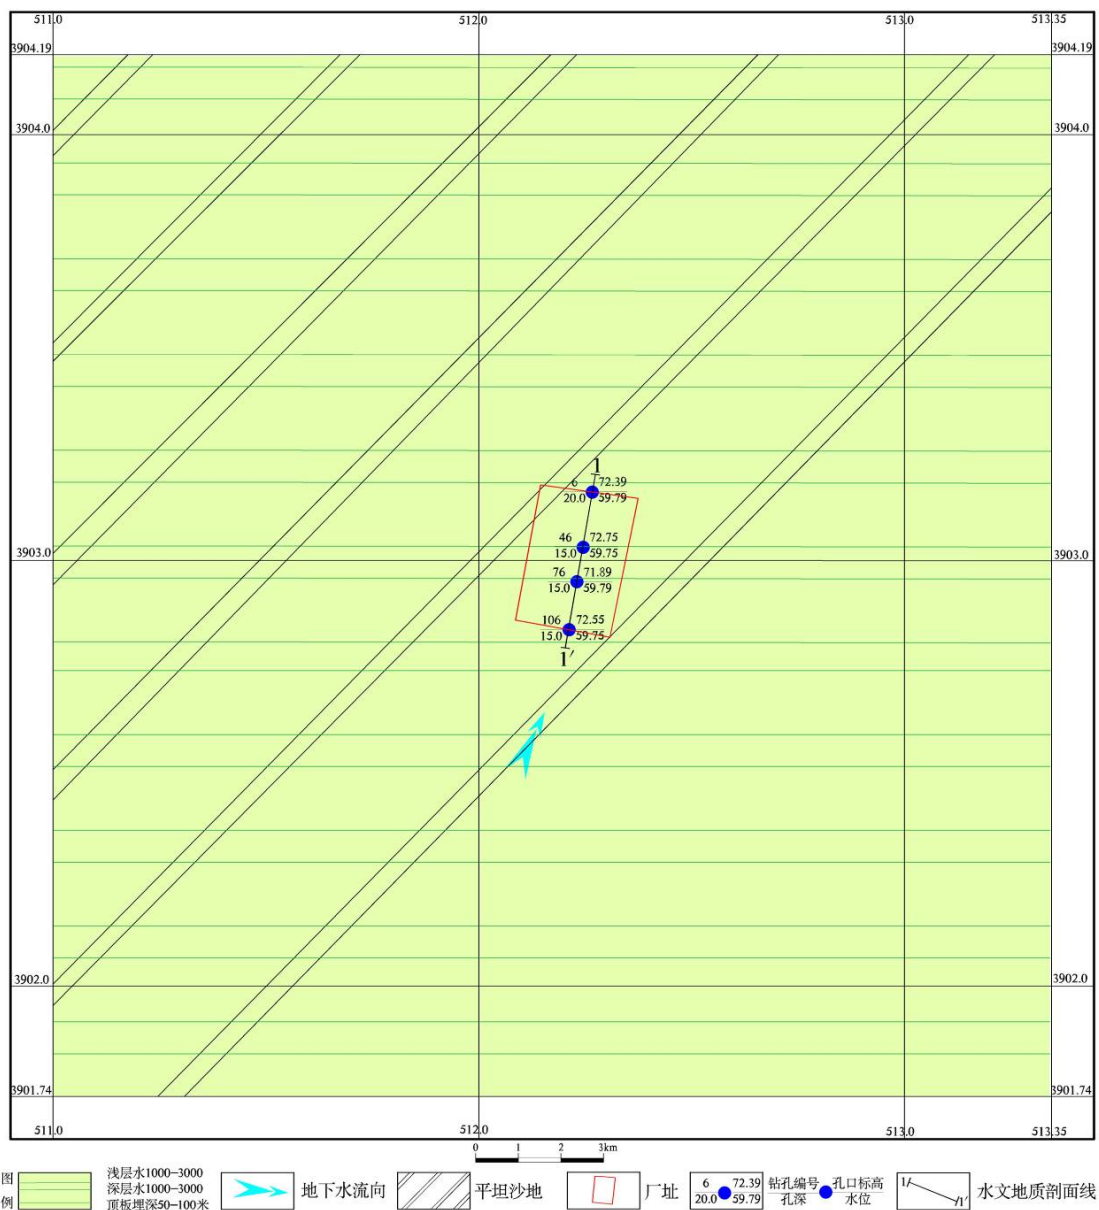 511.0 512.0 513.0 513.35
3904.19 3904.19
3904.0 3904.0
1
6 72.39
20.0 59.79
46 72.75
15.0 59.75
3903.0 3903.0
76 71.89
15.0 59.79
106 72.55
15.0 59.75
1′
3902.0 3902.0
3901.74 3901.74
511.0 512.0 513.0 513.35
0 1 2 3km
图例
浅层水1000-3000
深层水1000-3000
顶板埋深50-100米
地下水流向
平坦沙地
厂址
6 72.39
20.0 59.79
钻孔编号 孔口标高
孔深 水位
1 1′
水文地质剖面线